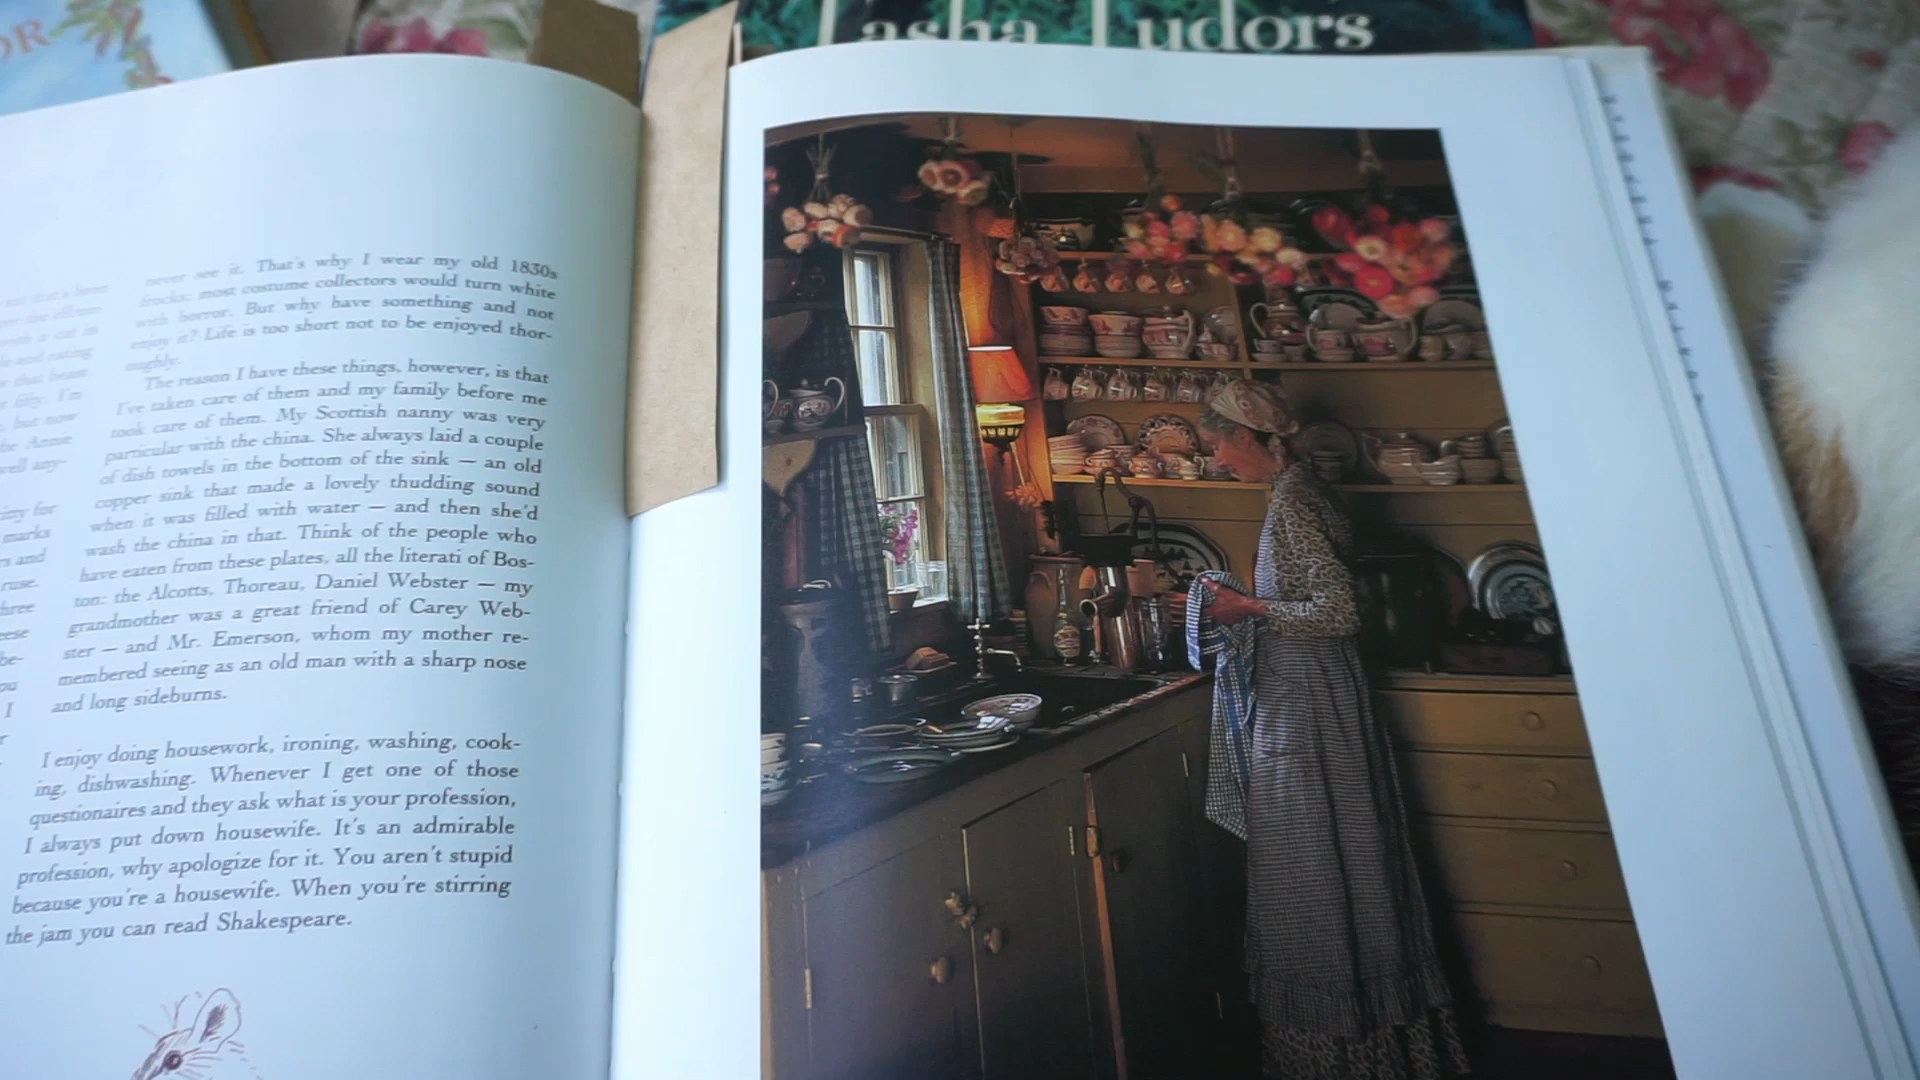 OR
Tasha Tudors
never see it. That's why I wear my old 1830s
frocks; most costume collectors would turn white
with horror. But why have something and not
enjoy it? Life is too short not to be enjoyed thor-
oughly.
The reason I have these things, however, is that
I've taken care of them and my family before me
took care of them. My Scottish nanny was very
particular with the china. She always laid a couple
of dish towels in the bottom of the sink — an old
copper sink that made a lovely thudding sound
when it was filled with water — and then she'd
wash the china in that. Think of the people who
have eaten from these plates, all the literati of Bos-
ton: the Alcotts, Thoreau, Daniel Webster — my
grandmother was a great friend of Carey Web-
ster — and Mr. Emerson, whom my mother re-
membered seeing as an old man with a sharp nose
and long sideburns.
I enjoy doing housework, ironing, washing, cook-
ing, dishwashing. Whenever I get one of those
questionaires and they ask what is your profession,
I always put down housewife. It's an admirable
profession, why apologize for it. You aren't stupid
because you're a housewife. When you're stirring
the jam you can read Shakespeare.